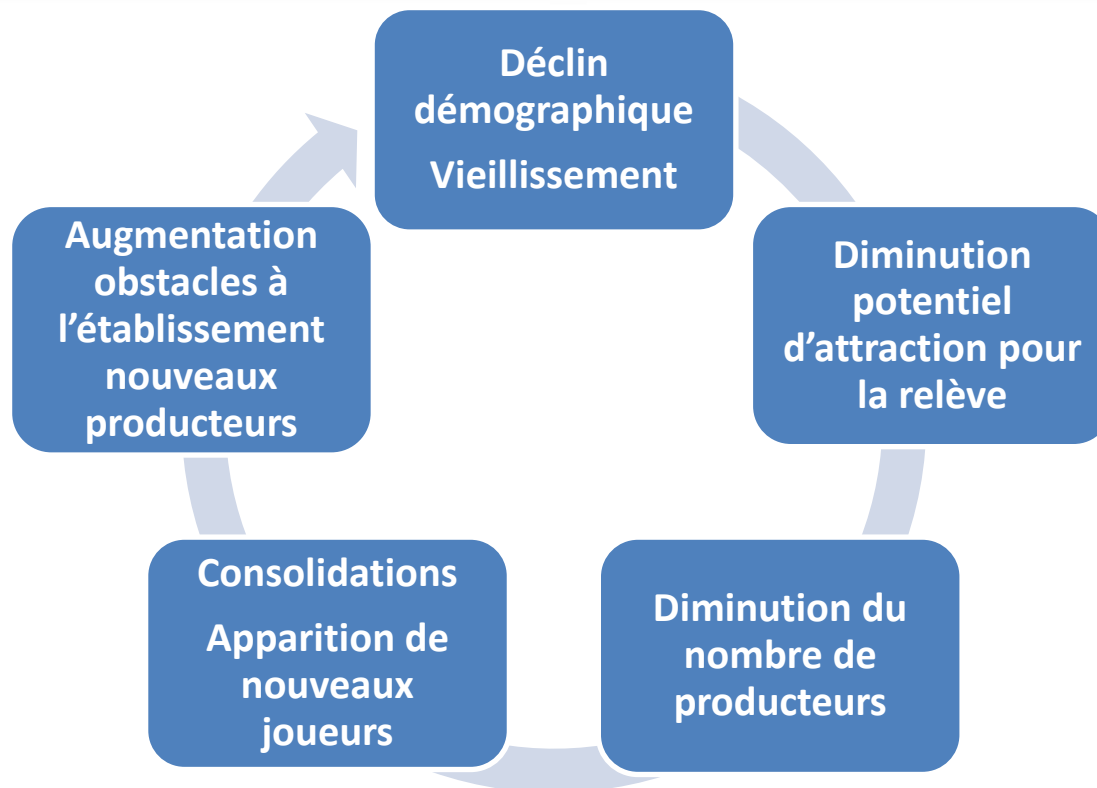 Déclin
démographique
Vieillissement
Diminution
potentiel
d’attraction pour
la relève
Diminution du
nombre de
producteurs
Consolidations
Apparition de
nouveaux
joueurs
Augmentation
obstacles à
l’établissement
nouveaux
producteurs